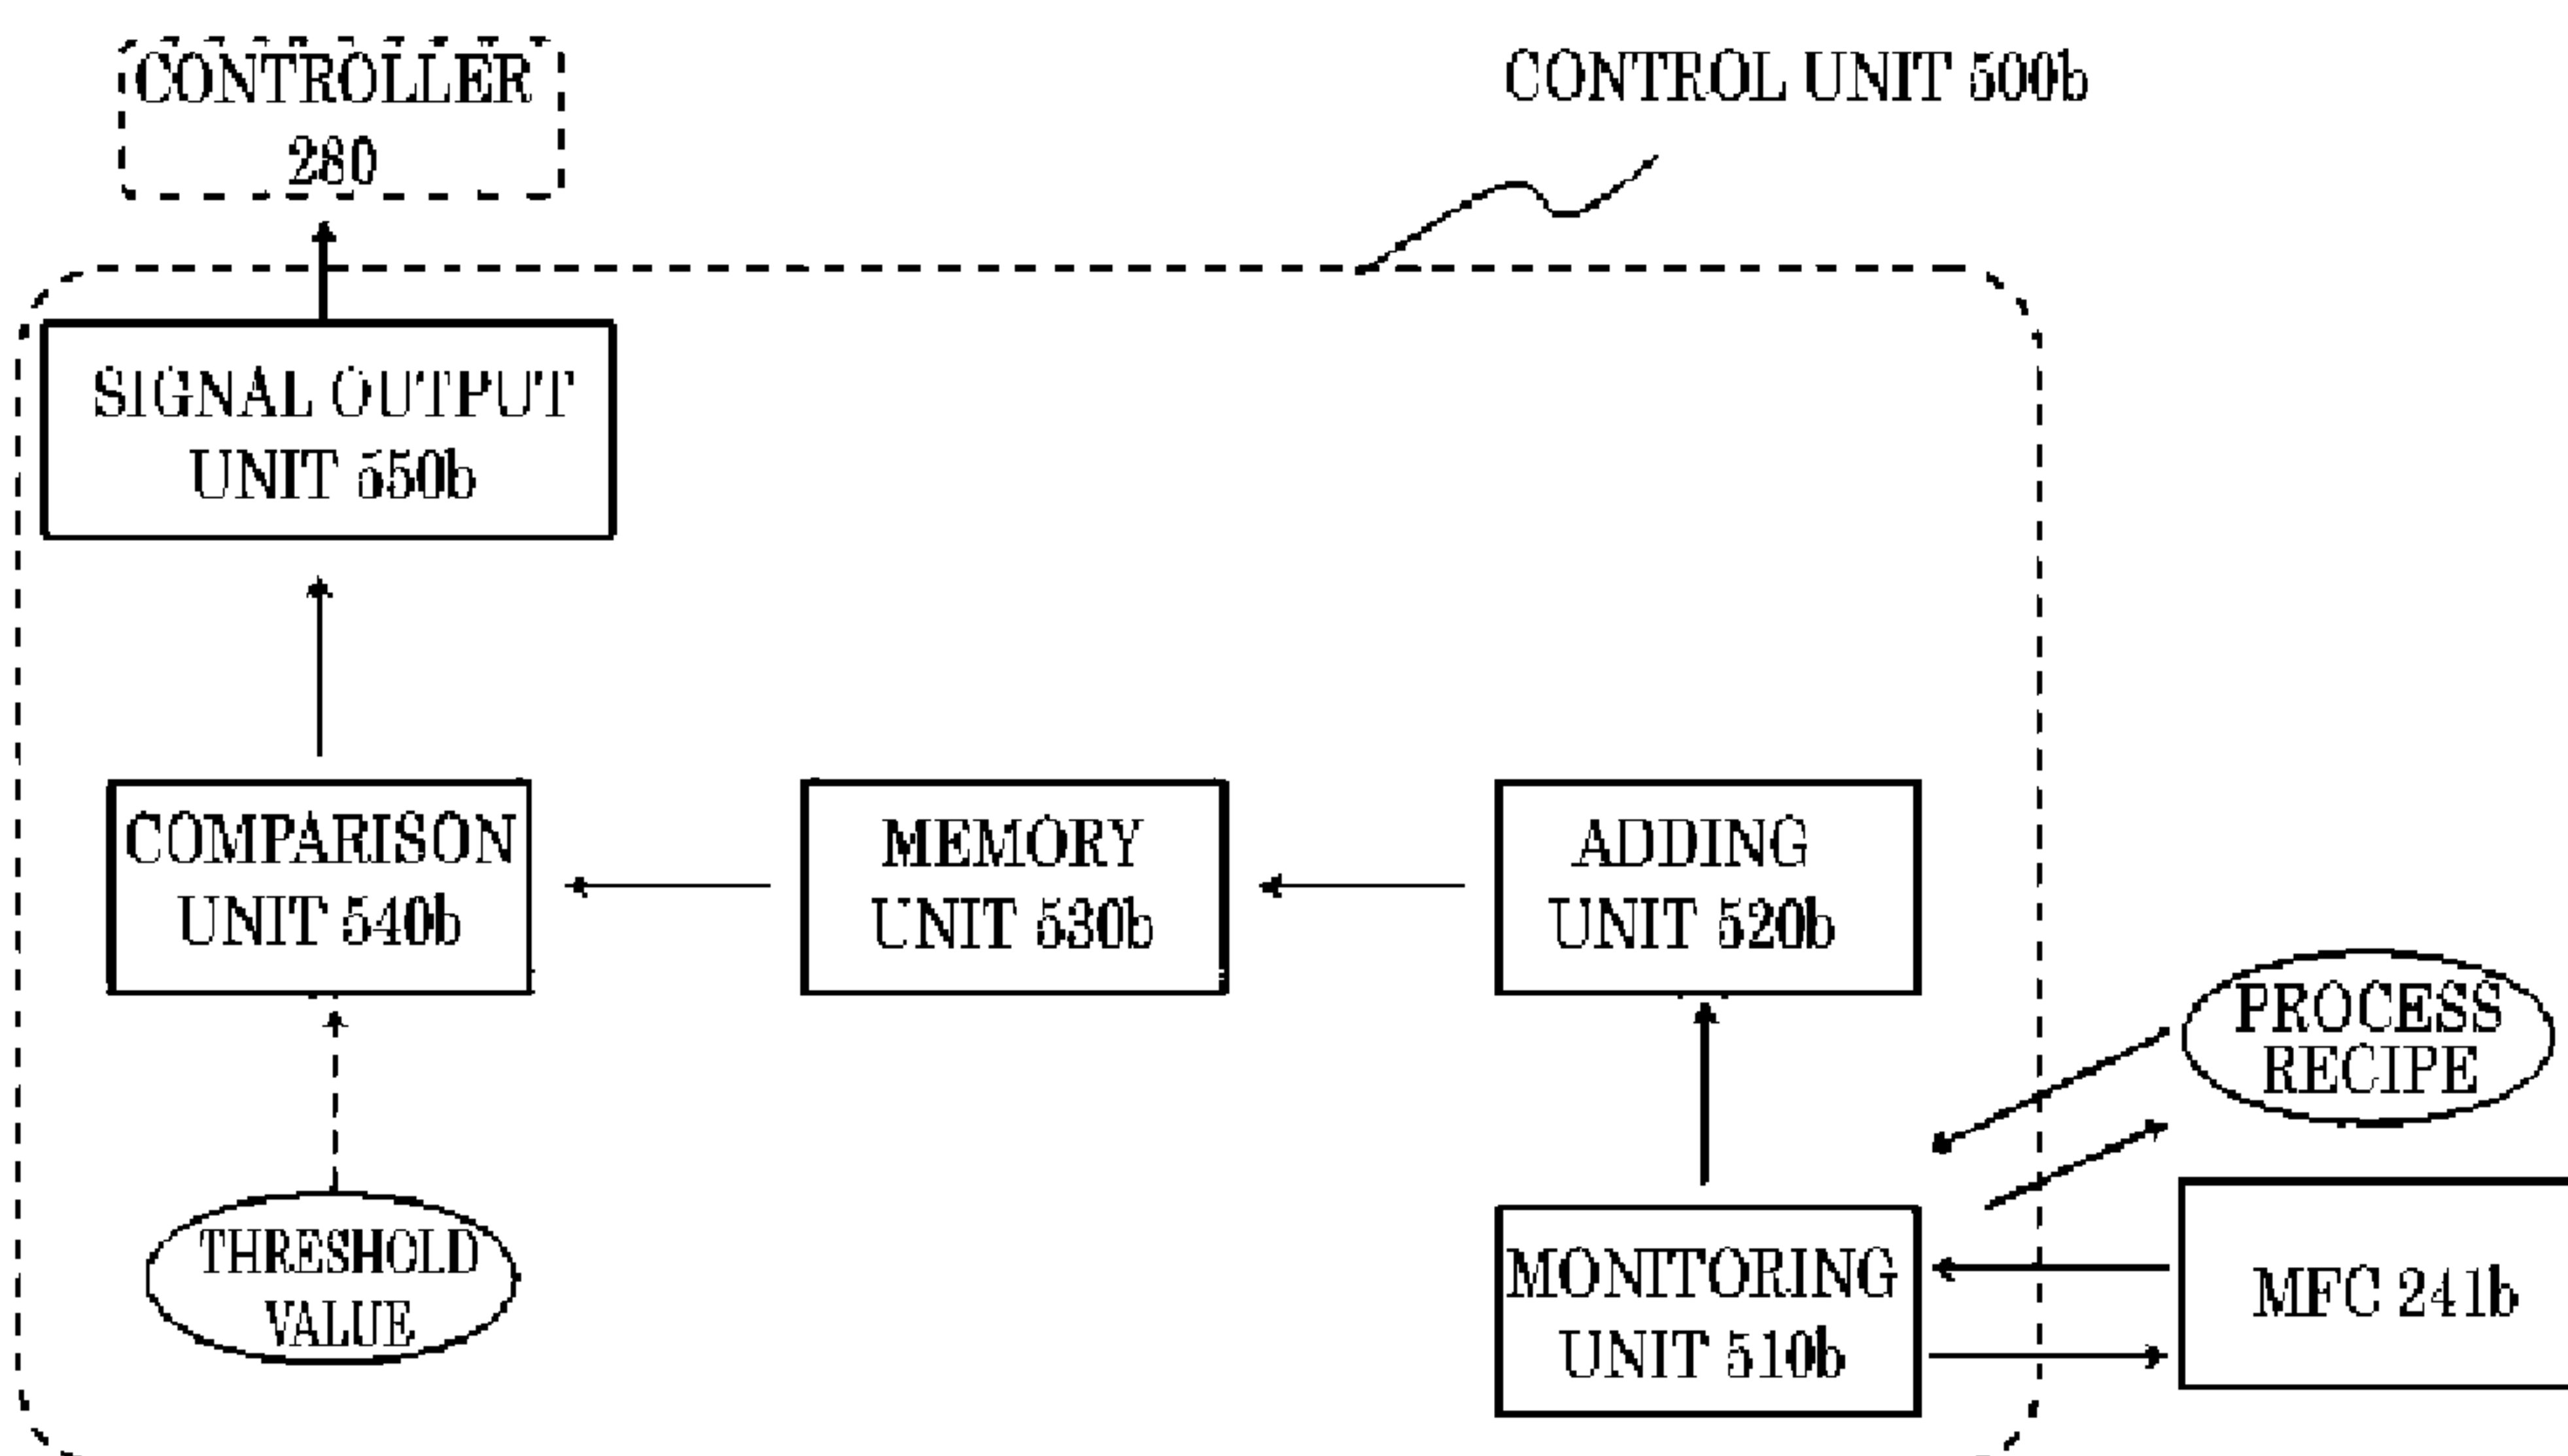 CONTROLLER
280
CONTROL UNIT 500b
SIGNAL OUTPUT
UNIT 550b
COMPARISON
UNIT 540b
MEMORY
UNIT 530b
ADDING
UNIT 520b
PROCESS
RECIPE
THRESHOLD
VALUE
MONITORING
UNIT 510b
MFC 241b